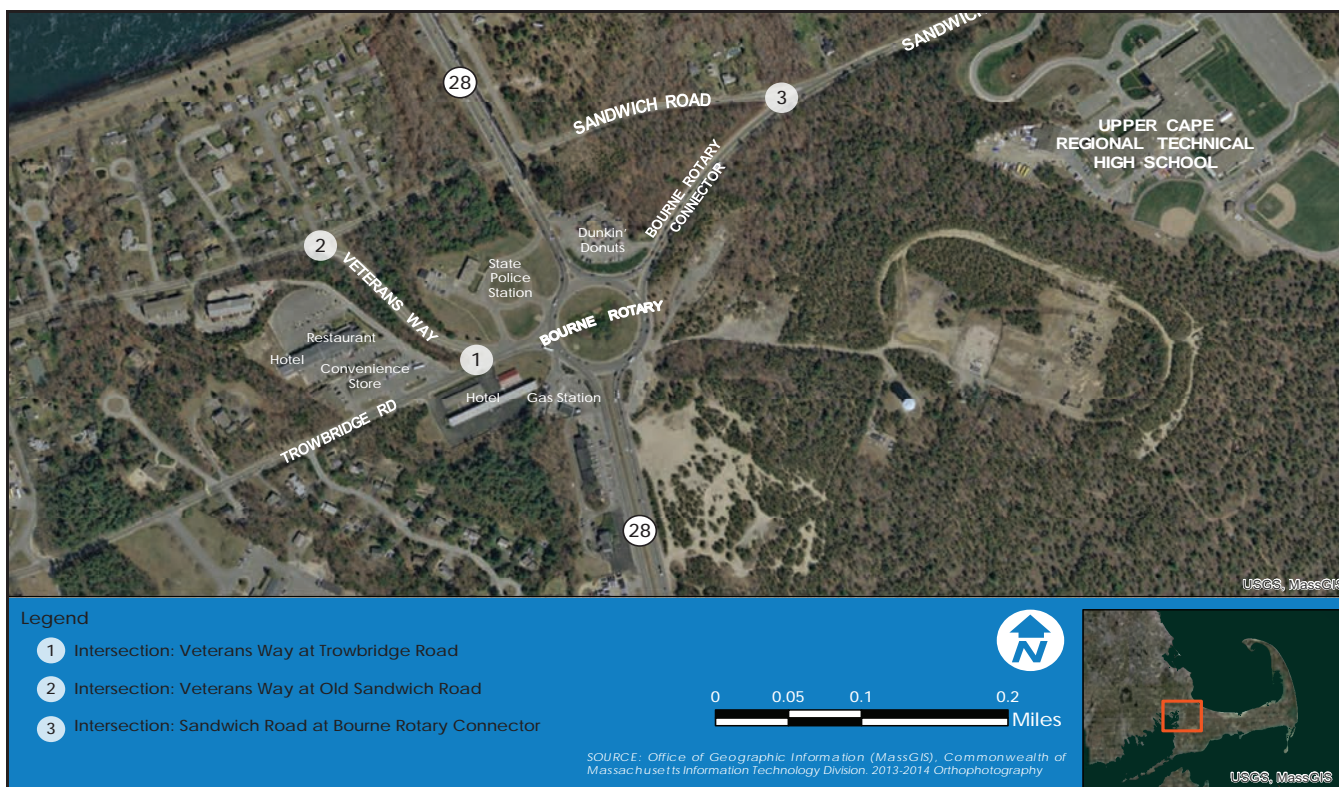 SANDWICH
28
SANDWICH ROAD
3
UPPER CAPE
REGIONAL TECHNICAL
HIGH SCHOOL
BOURNE ROTARY
CONNECTOR
Dunkin'
Donuts
2
VETERANS WAY
State
Police
Station
BOURNE ROTARY
Restaurant
Hotel
1
Convenience
Store
Hotel
Gas Station
TROWBRIDGE RD
28
USGS, MassGIS
Legend
1 Intersection: Veterans Way at Trowbridge Road
2 Intersection: Veterans Way at Old Sandwich Road
3 Intersection: Sandwich Road at Bourne Rotary Connector
N
0 0.05 0.1 0.2
Miles
SOURCE: Office of Geographic Information (MassGIS), Commonwealth of
Massachusetts Information Technology Division. 2013-2014 Orthophotography
USGS, MassGIS